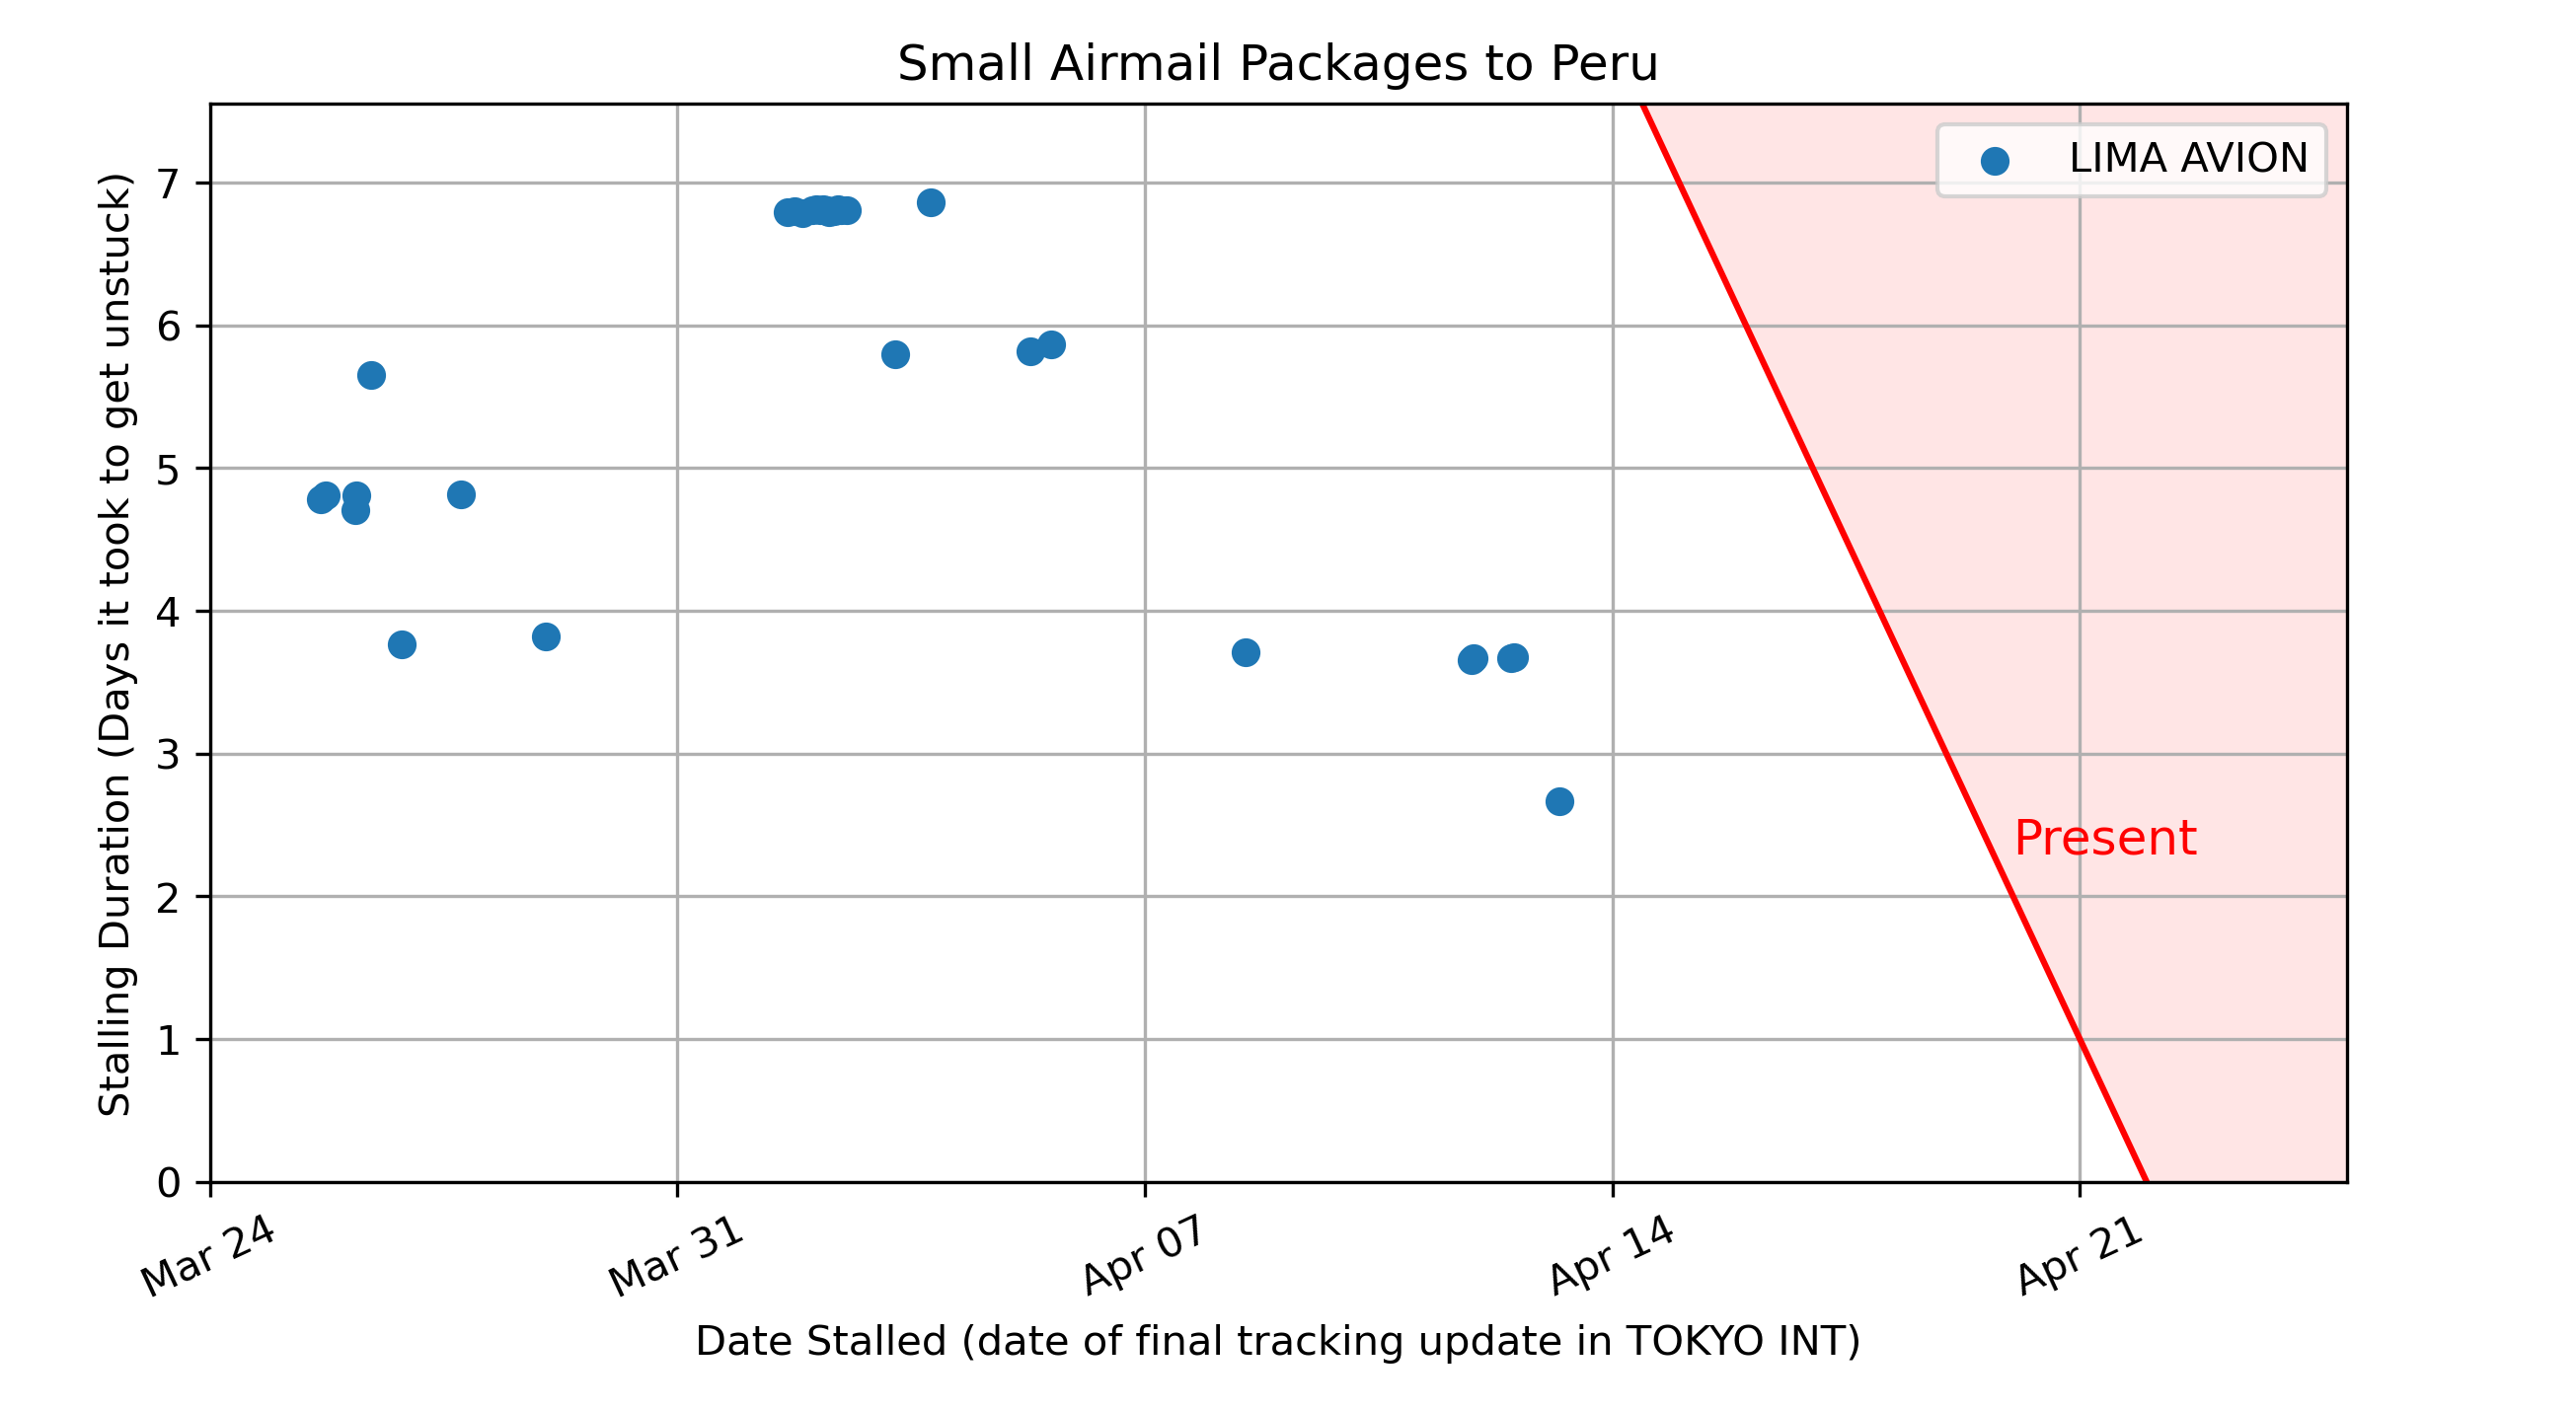 Small Airmail Packages to Peru
LIMA AVION
Stalling Duration (Days it took to get unstuck)
7
6
5
4
3
2
1
0
Present
Mar 24
Mar 31
Apr 07
Apr 14
Apr 21
Date Stalled (date of final tracking update in TOKYO INT)